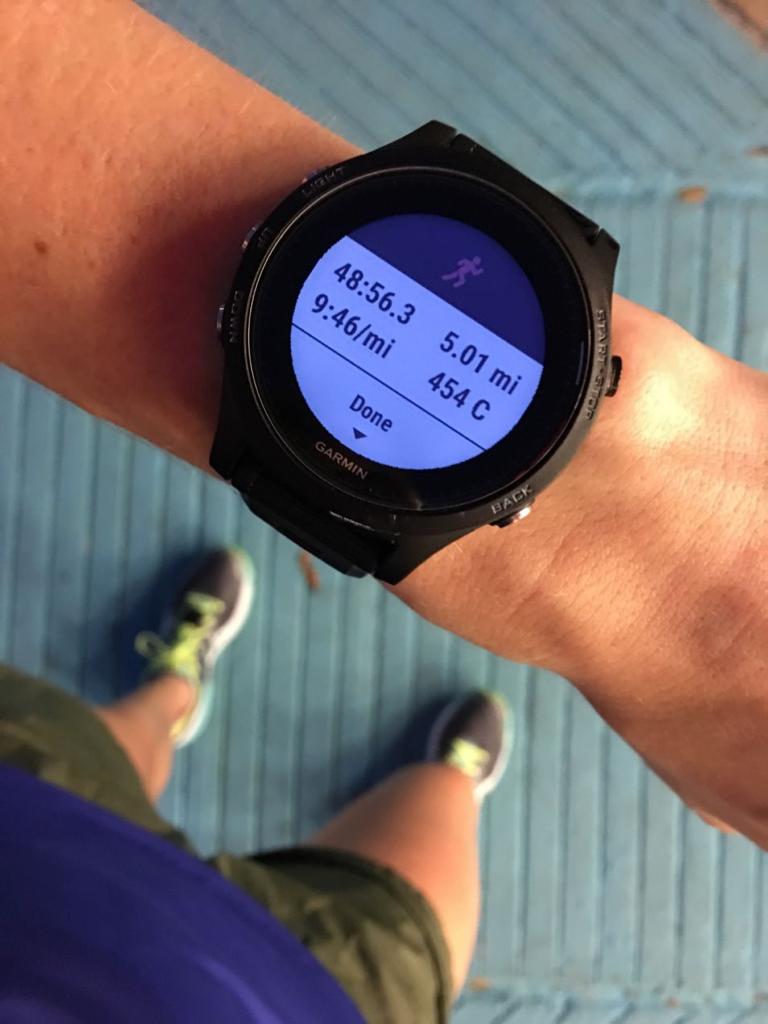 LIGHT
UP
DOWN
START·STOP
BACK
48:56.3 5.01 mi
9:46/mi 454 C
Done
GARMIN